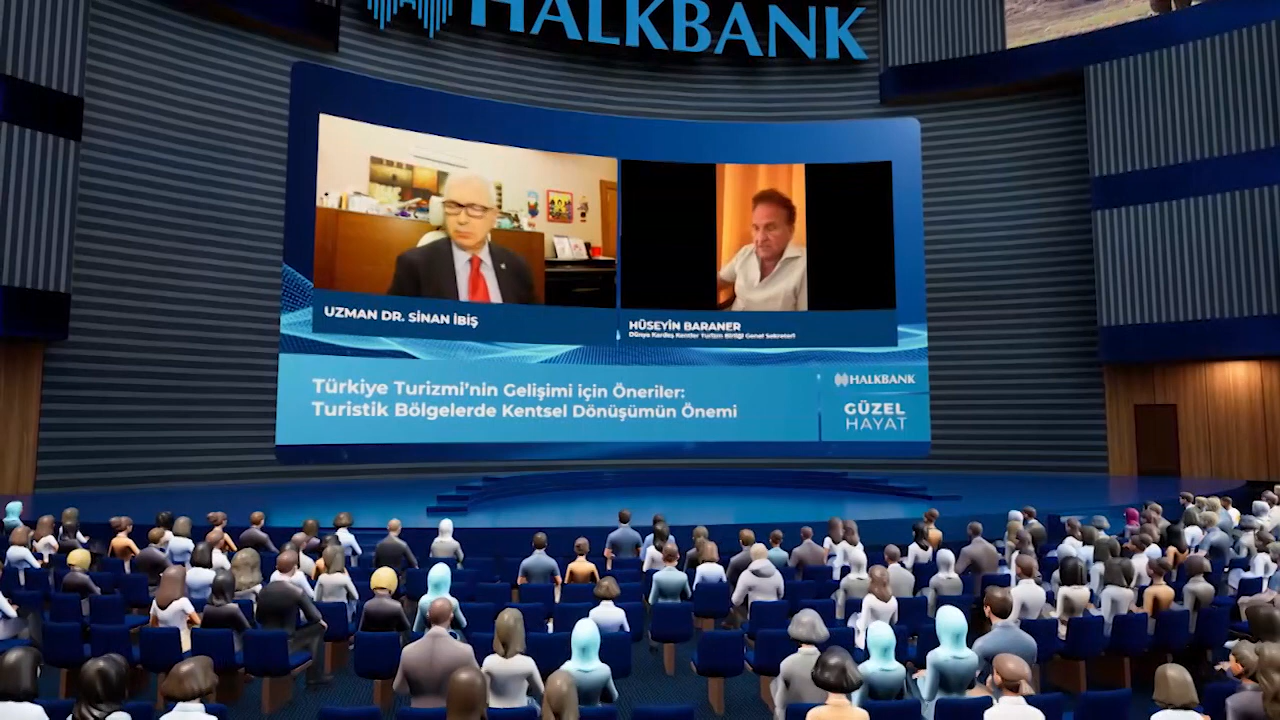 HALKBANK
UZMAN DR. SİNAN İBİŞ
HÜSEYİN BARANER
Dünya Kardeş Kentler Turizm Birliği Genel Sekreteri
Türkiye Turizmi'nin Gelişimi için Öneriler:
Turistik Bölgelerde Kentsel Dönüşümün Önemi
HALKBANK
GÜZEL
HAYAT